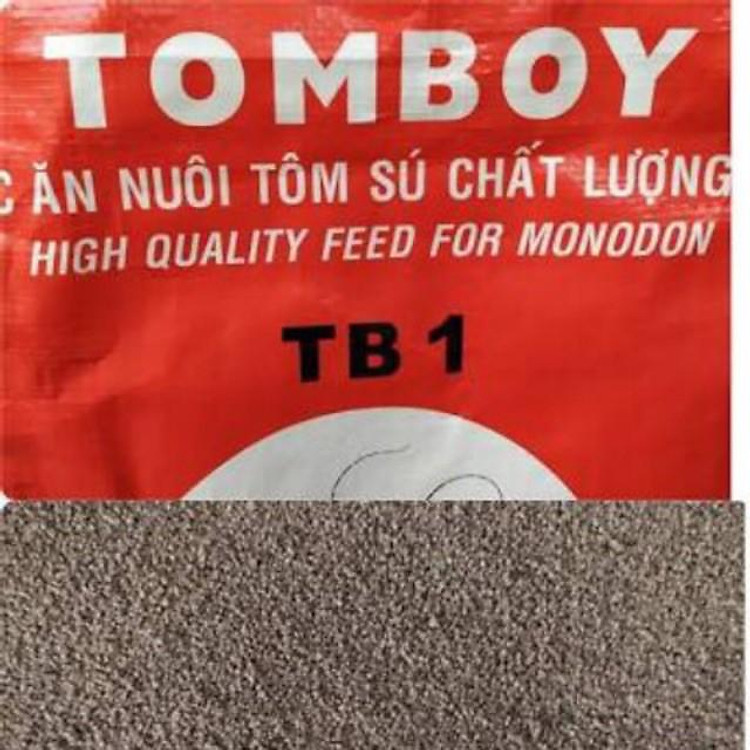 TOMBOY
C ĂN NUÔI TÔM SÚ CHẤT LƯỢNG
HIGH QUALITY FEED FOR MONODON
TB 1